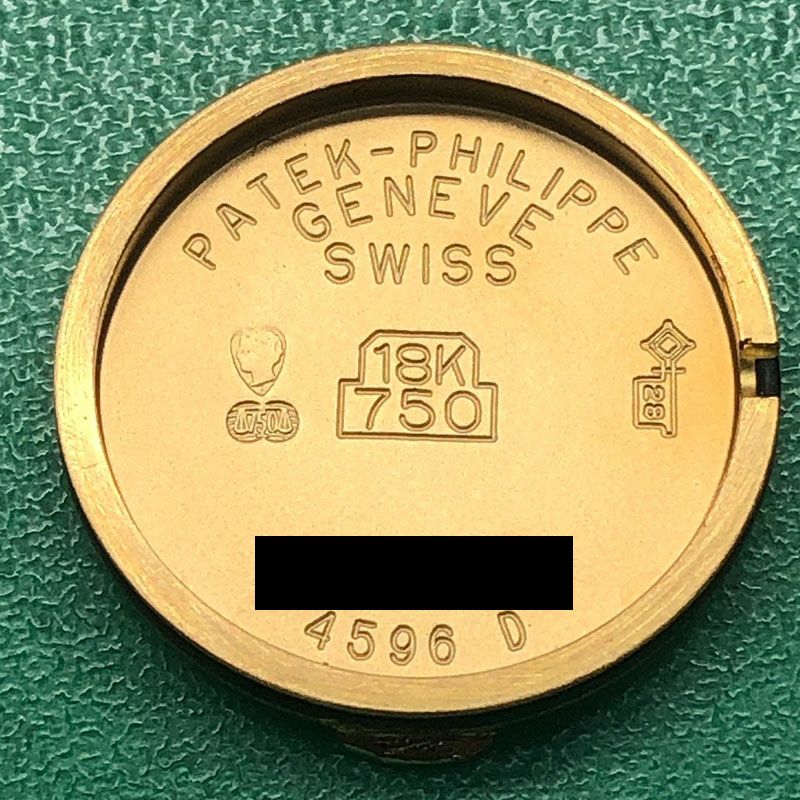 PATEK-PHILIPPE
GENEVE
SWISS
18K
750
750
28
4596 D